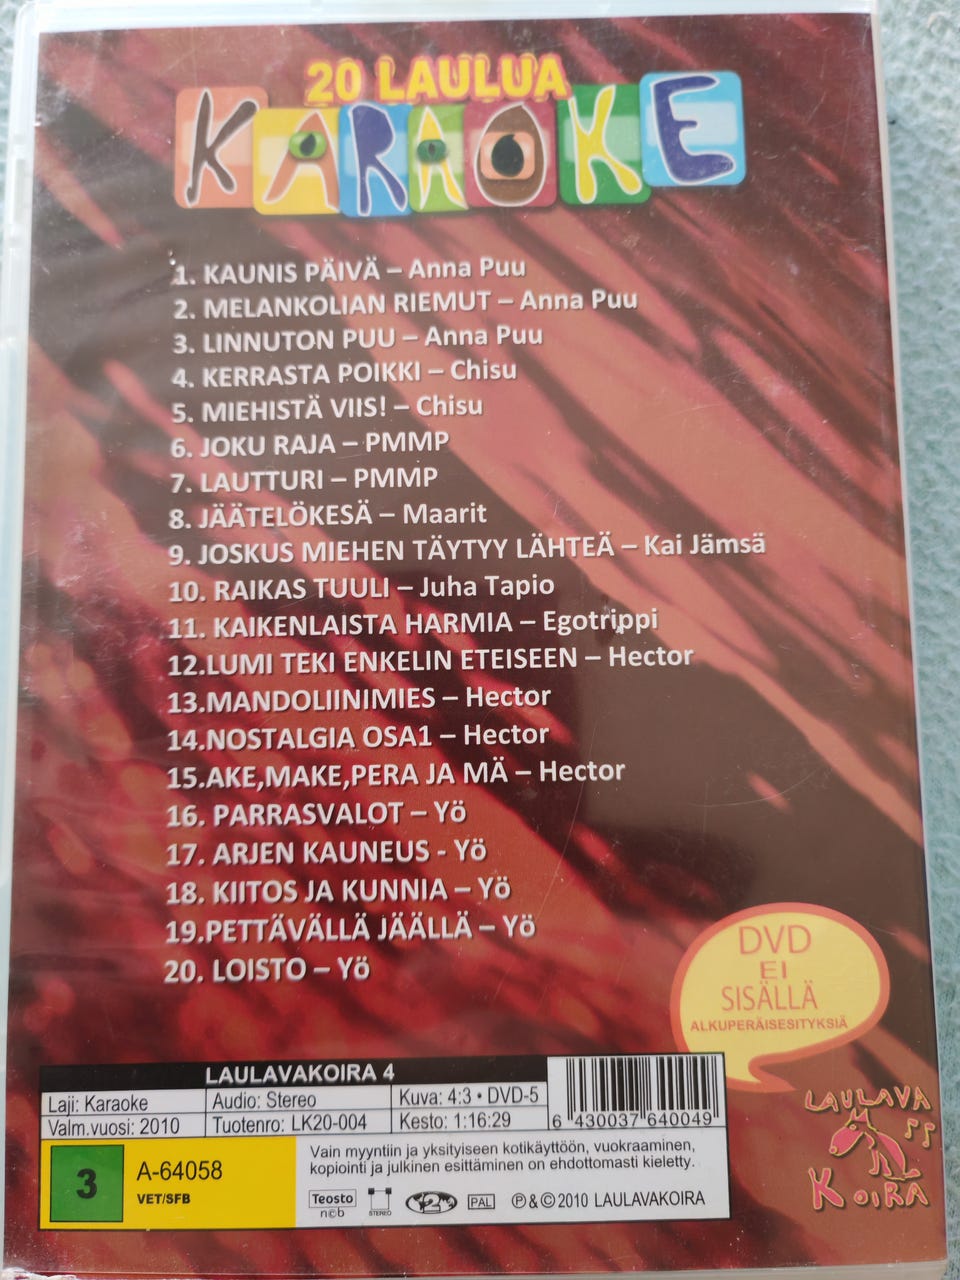 20 LAULUA
KARAOKE
1. KAUNIS PÄIVÄ – Anna Puu
2. MELANKOLIAN RIEMUT – Anna Puu
3. LINNUTON PUU – Anna Puu
4. KERRASTA POIKKI – Chisu
5. MIEHISTÄ VIIS! – Chisu
6. JOKU RAJA – PMMP
7. LAUTTURI – PMMP
8. JÄÄTELÖKESÄ – Maarit
9. JOSKUS MIEHEN TÄYTYY LÄHTEÄ – Kai Jämsä
10. RAIKAS TUULI – Juha Tapio
11. KAIKENLAISTA HARMIA – Egotrippi
12.LUMI TEKI ENKELIN ETEISEEN – Hector
13.MANDOLIINIMIES – Hector
14.NOSTALGIA OSA1 – Hector
15.AKE,MAKE,PERA JA MÄ – Hector
16. PARRASVALOT – Yö
17. ARJEN KAUNEUS - Yö
18. KIITOS JA KUNNIA – Yö
19.PETTÄVÄLLÄ JÄÄLLÄ – Yö
20. LOISTO – Yö
DVD
EI
SISÄLLÄ
ALKUPERÄISESITYKSIÄ
LAULAVAKOIRA 4
Laji: Karaoke Audio: Stereo Kuva: 4:3 • DVD-5
Valm.vuosi: 2010 Tuotenro: LK20-004 Kesto: 1:16:29
6 430037 640049
3
A-64058
VET/SFB
Vain myyntiin ja yksityiseen kotikäyttöön, vuokraaminen,
kopiointi ja julkinen esittäminen on ehdottomasti kielletty.
Teosto
ncb
STEREO
2
PAL
℗&©2010 LAULAVAKOIRA
LAULAVA
KOIRA